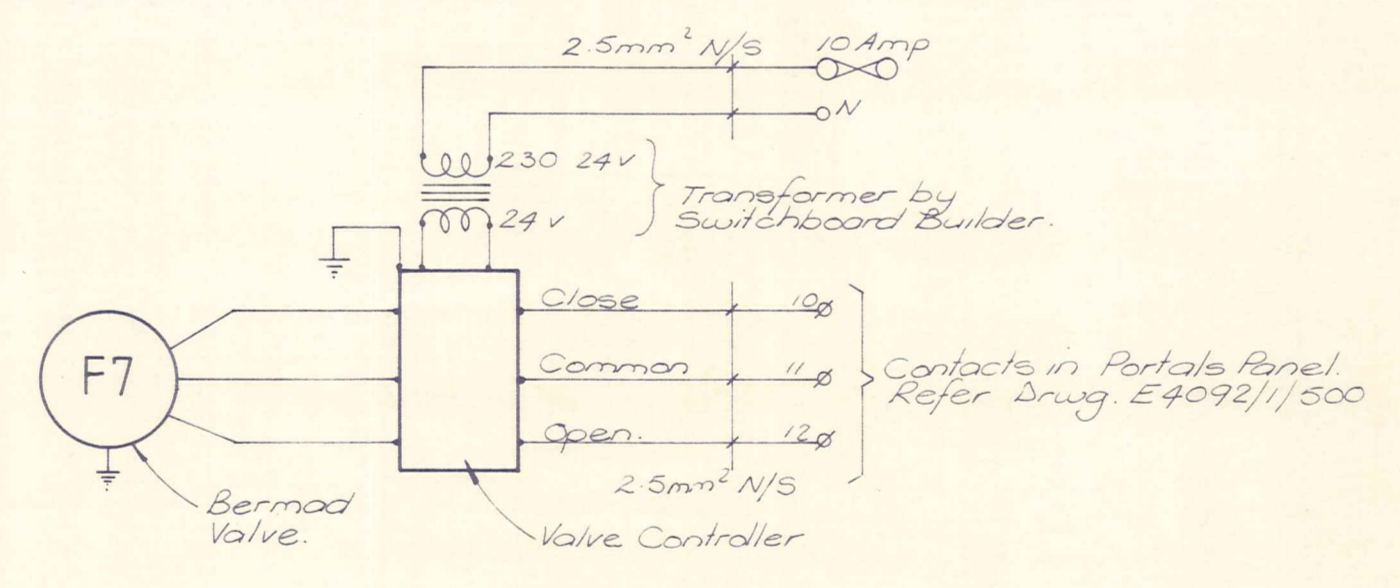 2.5mm² N/S
10 Amp
N
230 24v
24 v
Transformer by
Switchboard Builder.
Close
10
Common
11
Open.
12
Contacts in Portals Panel.
Refer Drwg. E4092/1/500
2.5mm² N/S
F7
Bermad
Valve.
Valve Controller